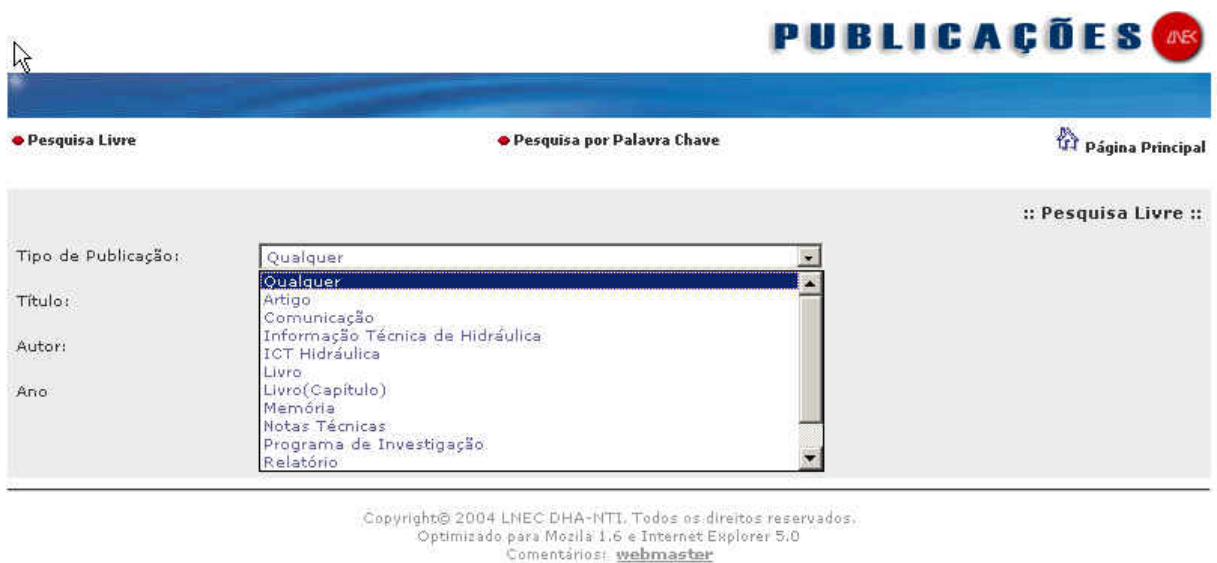 PUBLICAÇÕES LNEC
Pesquisa Livre
Pesquisa por Palavra Chave
Página Principal
:: Pesquisa Livre ::
Tipo de Publicação:
Qualquer
Qualquer
Artigo
Título:
Comunicação
Informação Técnica de Hidráulica
Autor:
ICT Hidráulica
Livro
Ano
Livro(Capítulo)
Memória
Notas Técnicas
Programa de Investigação
Relatório
Copyright© 2004 LNEC DHA-NTI. Todos os direitos reservados.
Optimizado para Mozila 1.6 e Internet Explorer 5.0
Comentários: webmaster